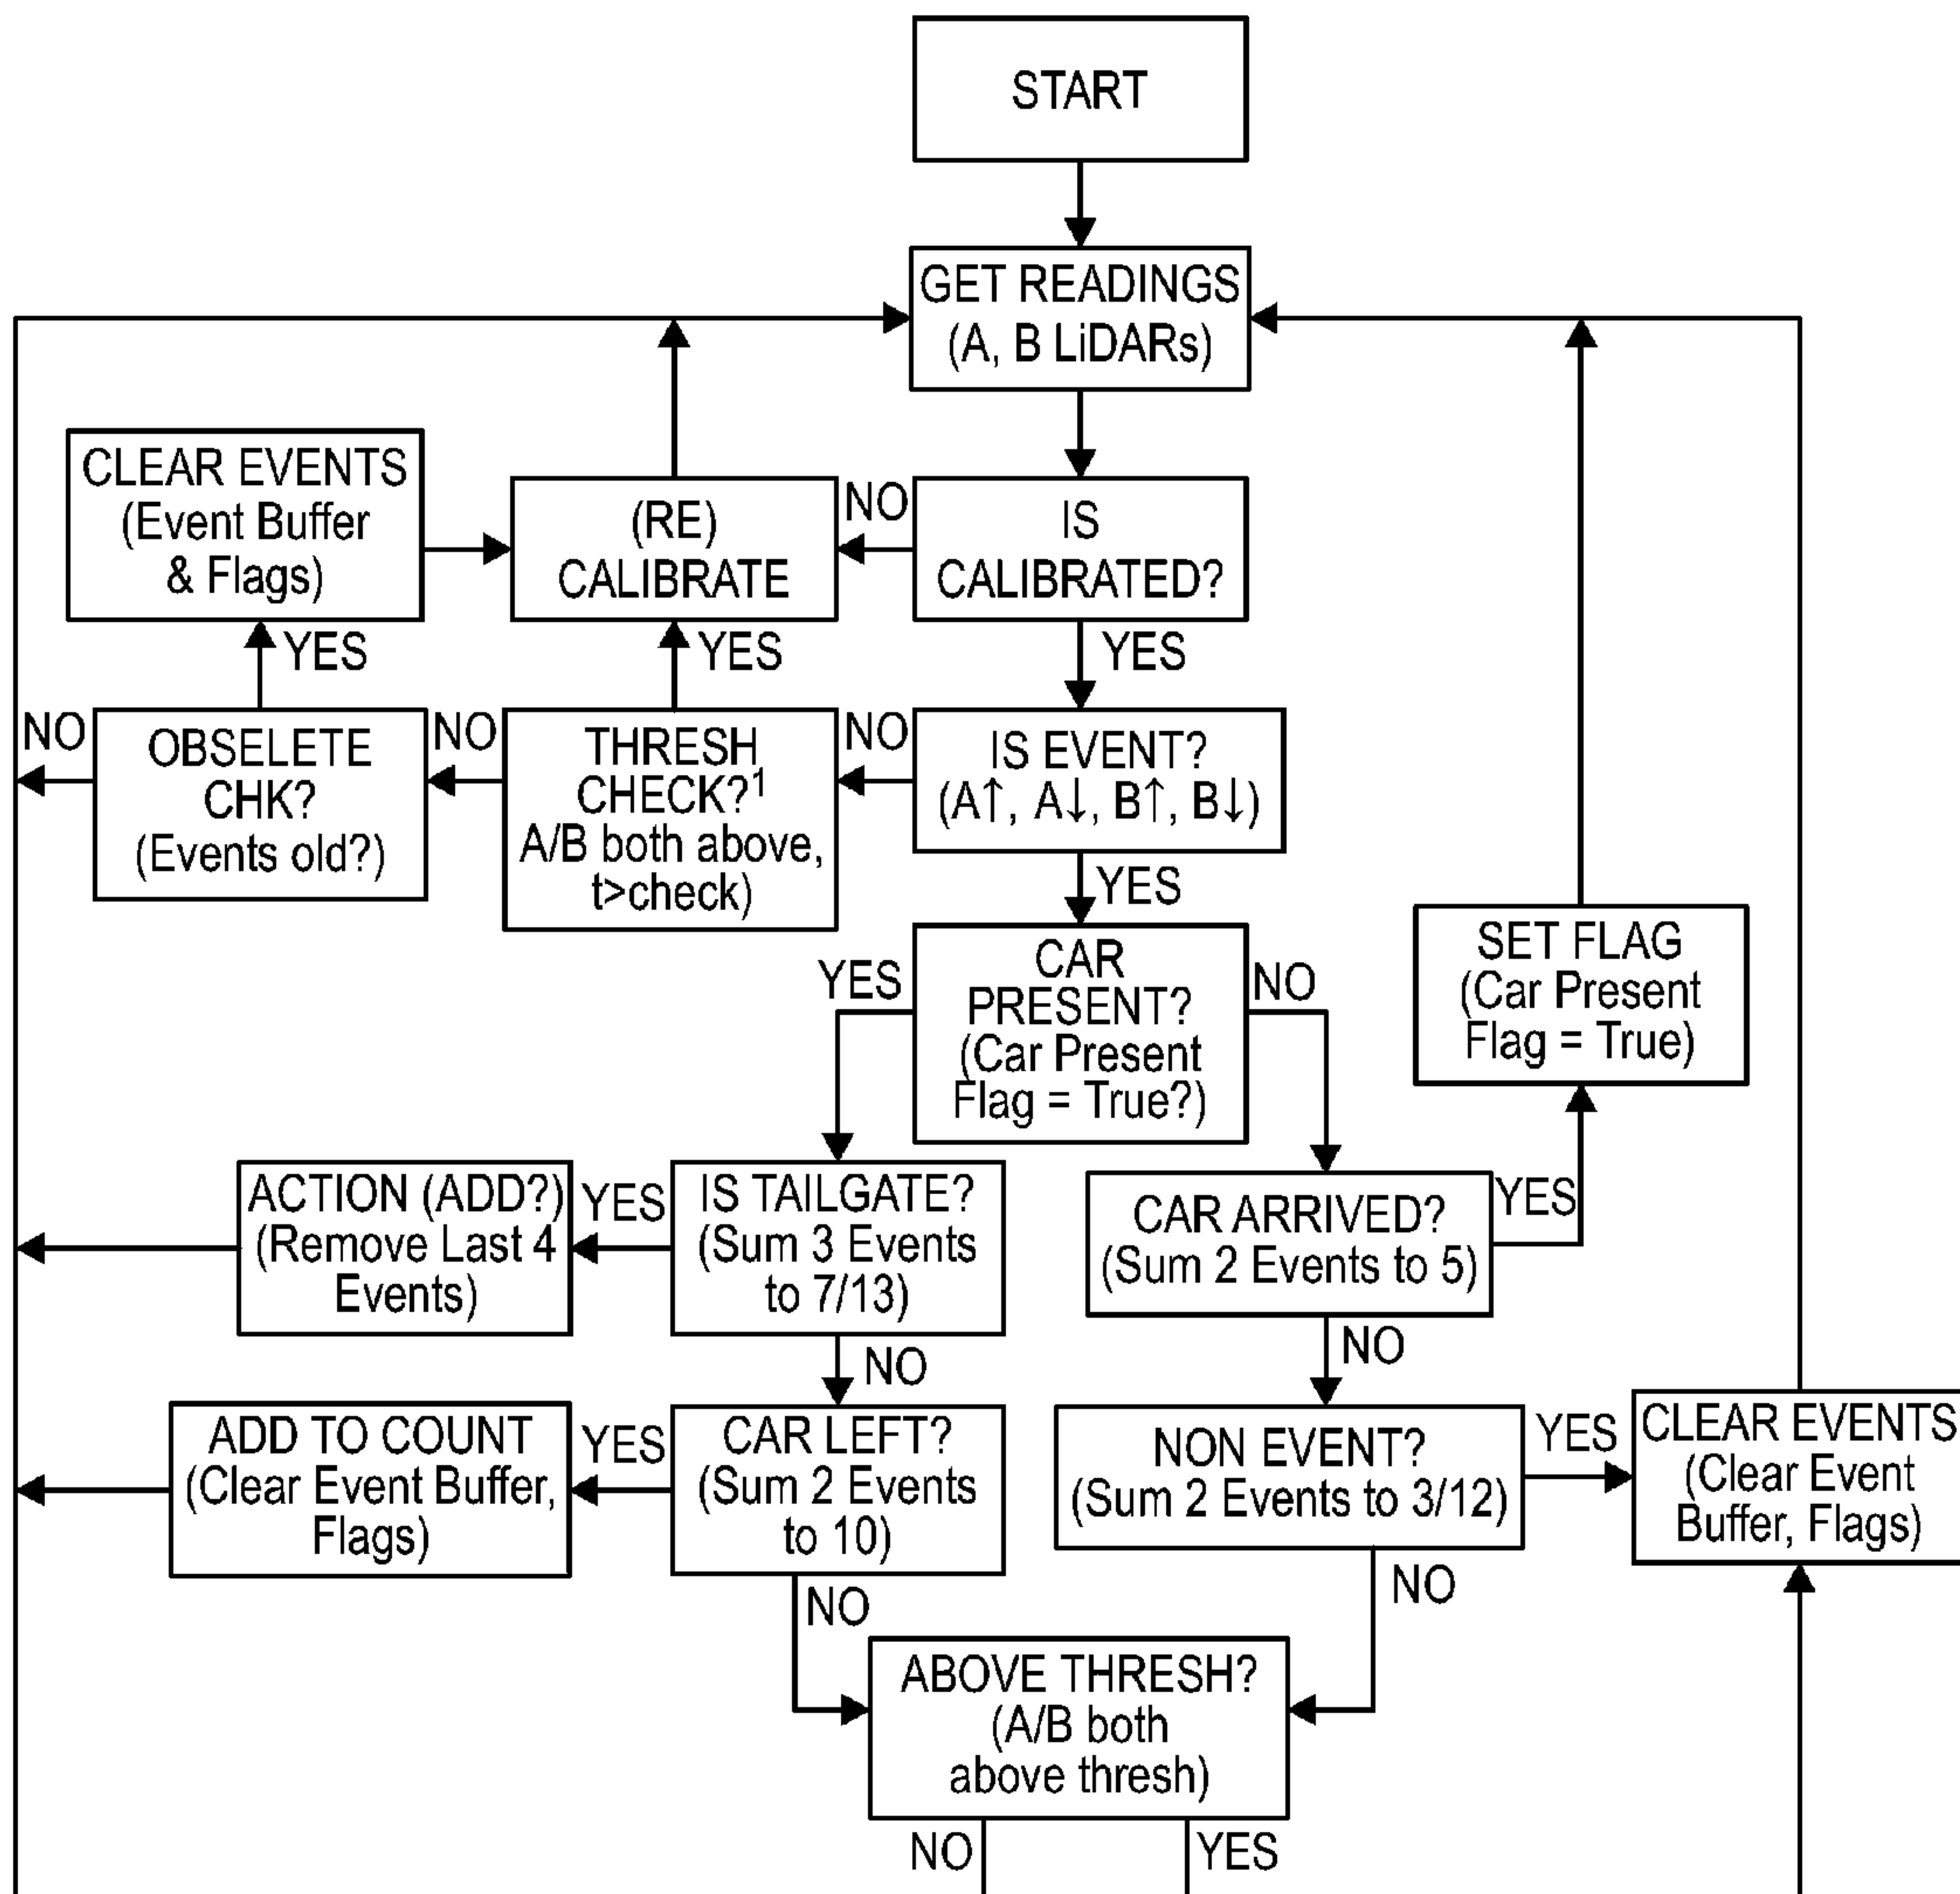 START
GET READINGS
(A, B LiDARs)
CLEAR EVENTS
(Event Buffer
& Flags)
(RE)
CALIBRATE
NO
IS
CALIBRATED?
YES
YES
YES
NO
OBSELETE
CHK?
(Events old?)
NO
THRESH
CHECK?¹
A/B both above,
t>check)
NO
IS EVENT?
(A↑, A↓, B↑, B↓)
YES
YES
CAR
PRESENT?
(Car Present
Flag = True?)
NO
SET FLAG
(Car Present
Flag = True)
ACTION (ADD?)
(Remove Last 4
Events)
YES
IS TAILGATE?
(Sum 3 Events
to 7/13)
CAR ARRIVED?
(Sum 2 Events to 5)
YES
NO
NO
ADD TO COUNT
(Clear Event Buffer,
Flags)
YES
CAR LEFT?
(Sum 2 Events
to 10)
NON EVENT?
(Sum 2 Events to 3/12)
YES
CLEAR EVENTS
(Clear Event
Buffer, Flags)
NO
NO
ABOVE THRESH?
(A/B both
above thresh)
NO
YES